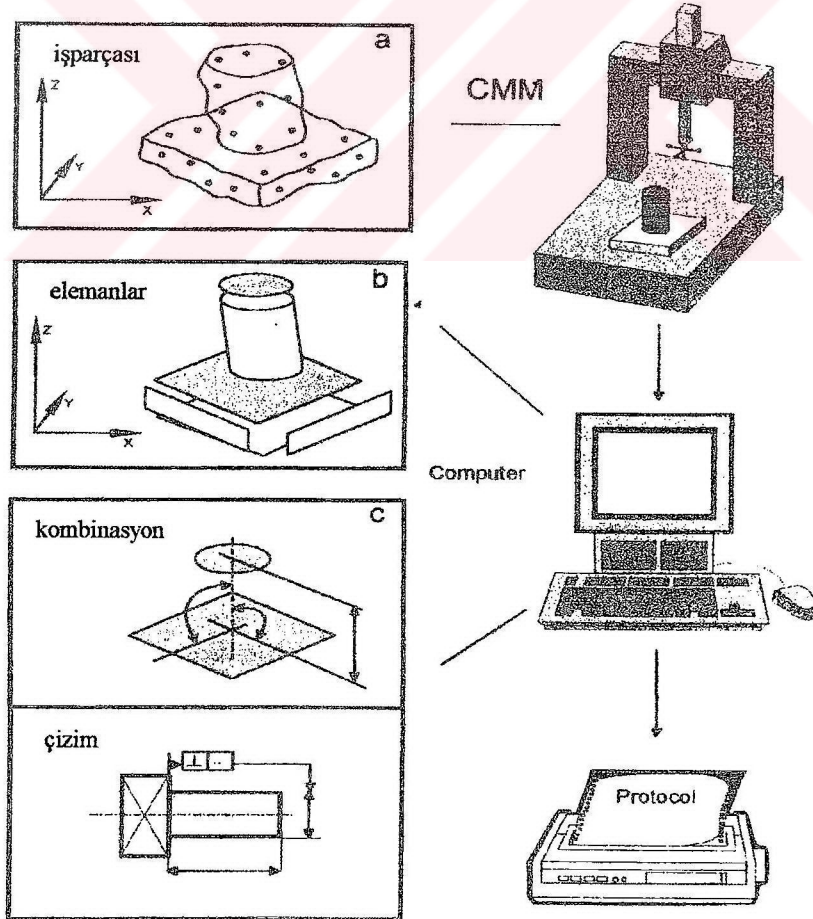 işparçası
a
Z
Y
X
CMM
elemanlar
b
Z
Y
X
Computer
kombinasyon
c
çizim
Protocol